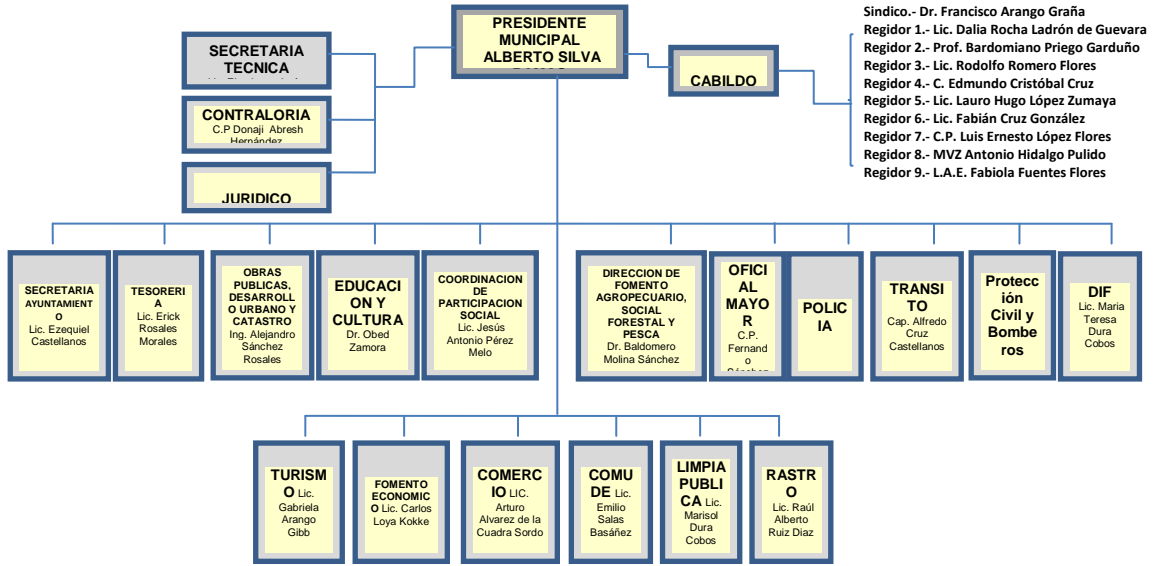 PRESIDENTE
MUNICIPAL
ALBERTO SILVA
SECRETARIA
TECNICA
CONTRALORIA
C.P Donaji Abresh
Hernández
JURIDICO
CABILDO
Sindico.- Dr. Francisco Arango Graña
Regidor 1.- Lic. Dalia Rocha Ladrón de Guevara
Regidor 2.- Prof. Bardomiano Priego Garduño
Regidor 3.- Lic. Rodolfo Romero Flores
Regidor 4.- C. Edmundo Cristóbal Cruz
Regidor 5.- Lic. Lauro Hugo López Zumaya
Regidor 6.- Lic. Fabián Cruz González
Regidor 7.- C.P. Luis Ernesto López Flores
Regidor 8.- MVZ Antonio Hidalgo Pulido
Regidor 9.- L.A.E. Fabiola Fuentes Flores
SECRETARIA
AYUNTAMIENT
O
Lic. Ezequiel
Castellanos
TESORERI
A
Lic. Erick
Rosales
Morales
OBRAS
PUBLICAS,
DESARROLL
O URBANO Y
CATASTRO
Ing. Alejandro
Sánchez
Rosales
EDUCACI
ON Y
CULTURA
Dr. Obed
Zamora
COORDINACION
DE
PARTICIPACION
SOCIAL
Lic. Jesús
Antonio Pérez
Melo
DIRECCION DE
FOMENTO
AGROPECUARIO,
SOCIAL
FORESTAL Y
PESCA
Dr. Baldomero
Molina Sánchez
OFICI
AL
MAYO
R
C.P.
Fernand
o
Sánchez
POLIC
IA
TRANSI
TO
Cap. Alfredo
Cruz
Castellanos
Protec
ción
Civil y
Bombe
ros
DIF
Lic. Maria
Teresa
Dura
Cobos
TURISM
O Lic.
Gabriela
Arango
Gibb
FOMENTO
ECONOMIC
O Lic. Carlos
Loya Kokke
COMER
CIO LIC.
Arturo
Alvarez de la
Cuadra Sordo
COMU
DE Lic.
Emilio
Salas
Basáñez
LIMPIA
PUBLI
CA Lic.
Marisol
Dura
Cobos
RASTR
O
Lic. Raúl
Alberto
Ruiz Diaz